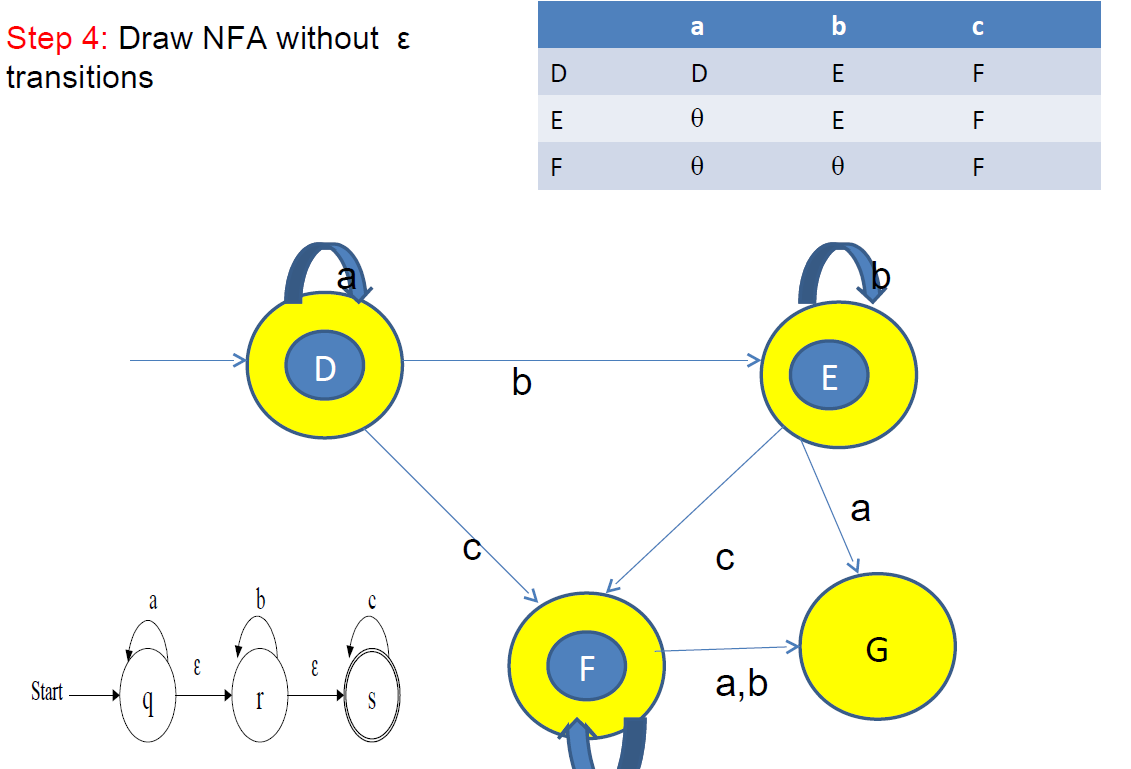 Step 4: Draw NFA without ε
transitions
a b c
D D E F
E θ E F
F θ θ F
a
b
D
E
b
a
c
c
F
G
a,b
a
b
c
ε
ε
Start
q
r
s